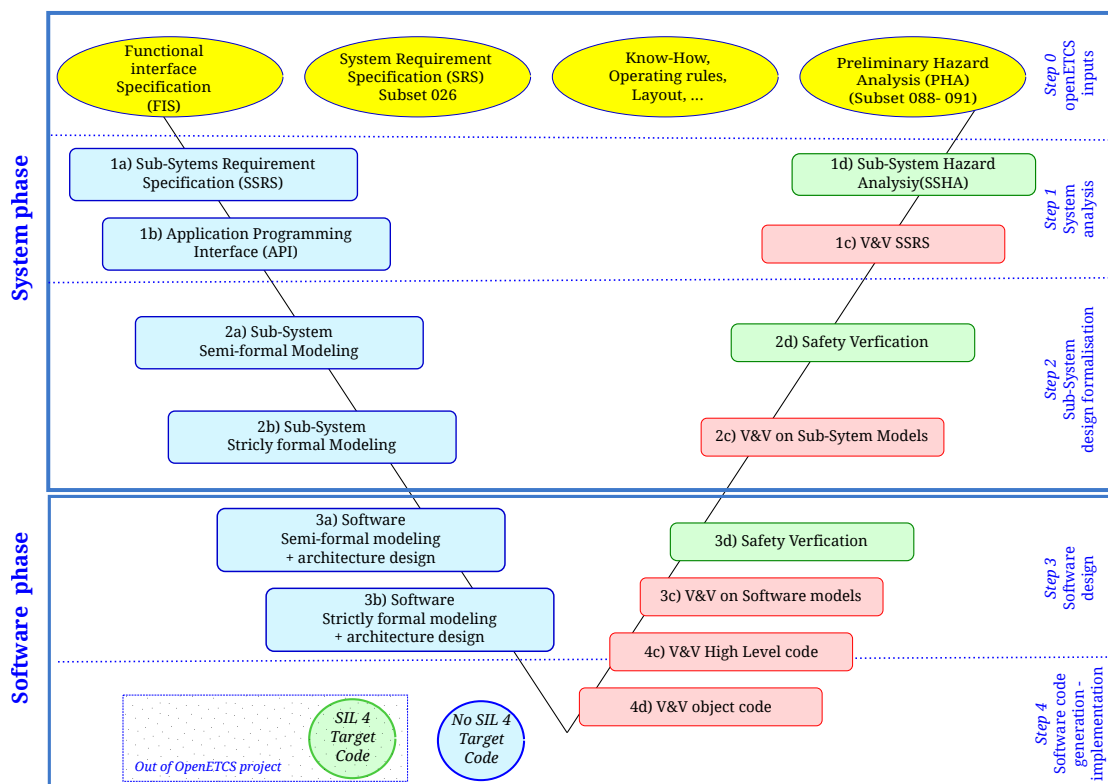 Functional
interface
Specification
(FIS)
System Requirement
Specification (SRS)
Subset 026
Know-How,
Operating rules,
Layout, ...
Preliminary Hazard
Analysis (PHA)
(Subset 088- 091)
Step 0
openETCS
inputs
System phase
1a) Sub-Sytems Requirement
Specification (SSRS)
1d) Sub-System Hazard
Analysiy(SSHA)
1b) Application Programming
Interface (API)
1c) V&V SSRS
Step 1
System
analysis
2a) Sub-System
Semi-formal Modeling
2d) Safety Verfication
2b) Sub-System
Stricly formal Modeling
2c) V&V on Sub-Sytem Models
Step 2
Sub-System
design formalisation
Software  phase
3a) Software
Semi-formal modeling
+ architecture design
3d) Safety Verfication
3b) Software
Strictly formal modeling
+ architecture design
3c) V&V on Software models
Step 3
Software
design
4c) V&V High Level code
4d) V&V object code
Step 4
Software code
generation -
implementation
SIL 4
Target
Code
Out of OpenETCS project
No SIL 4
Target
Code